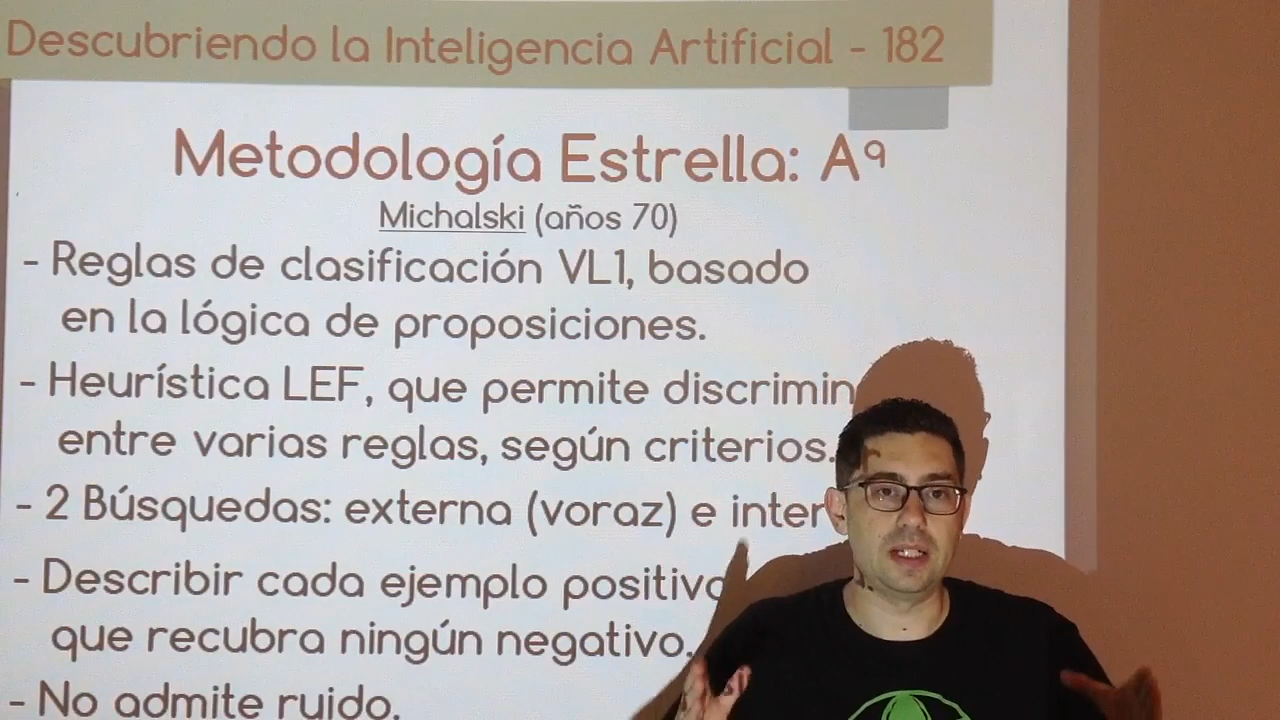 Descubriendo la Inteligencia Artificial - 182
Metodología Estrella: Aq
Michalski (años 70)
- Reglas de clasificación VL1, basado
en la lógica de proposiciones.
- Heurística LEF, que permite discrimin
entre varias reglas, según criterios.
- 2 Búsquedas: externa (voraz) e inter
- Describir cada ejemplo positivo
que recubra ningún negativo.
- No admite ruido.